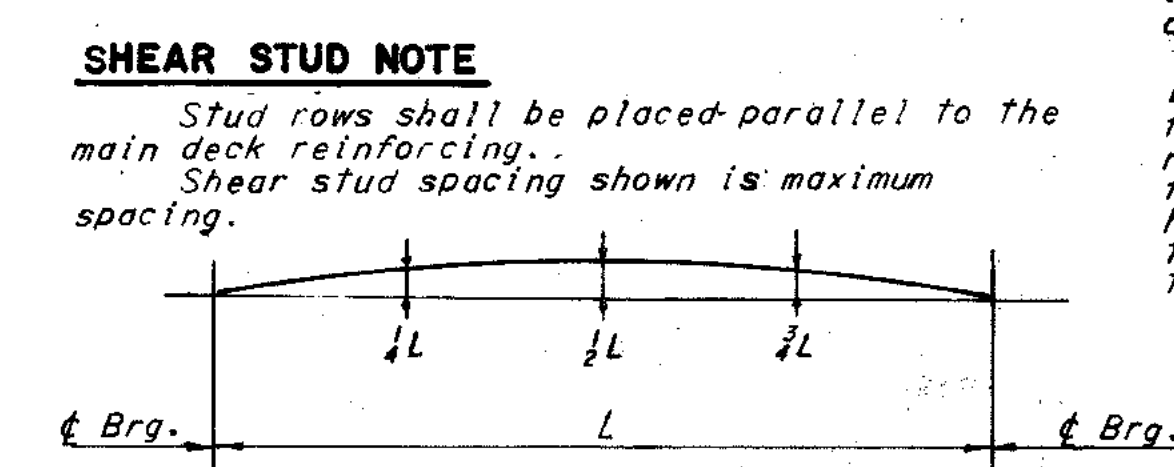 SHEAR STUD NOTE
Stud rows shall be placed parallel to the
main deck reinforcing.
Shear stud spacing shown is maximum
spacing.
¼L ½L ¾L
℄ Brg. L ℄ Brg.